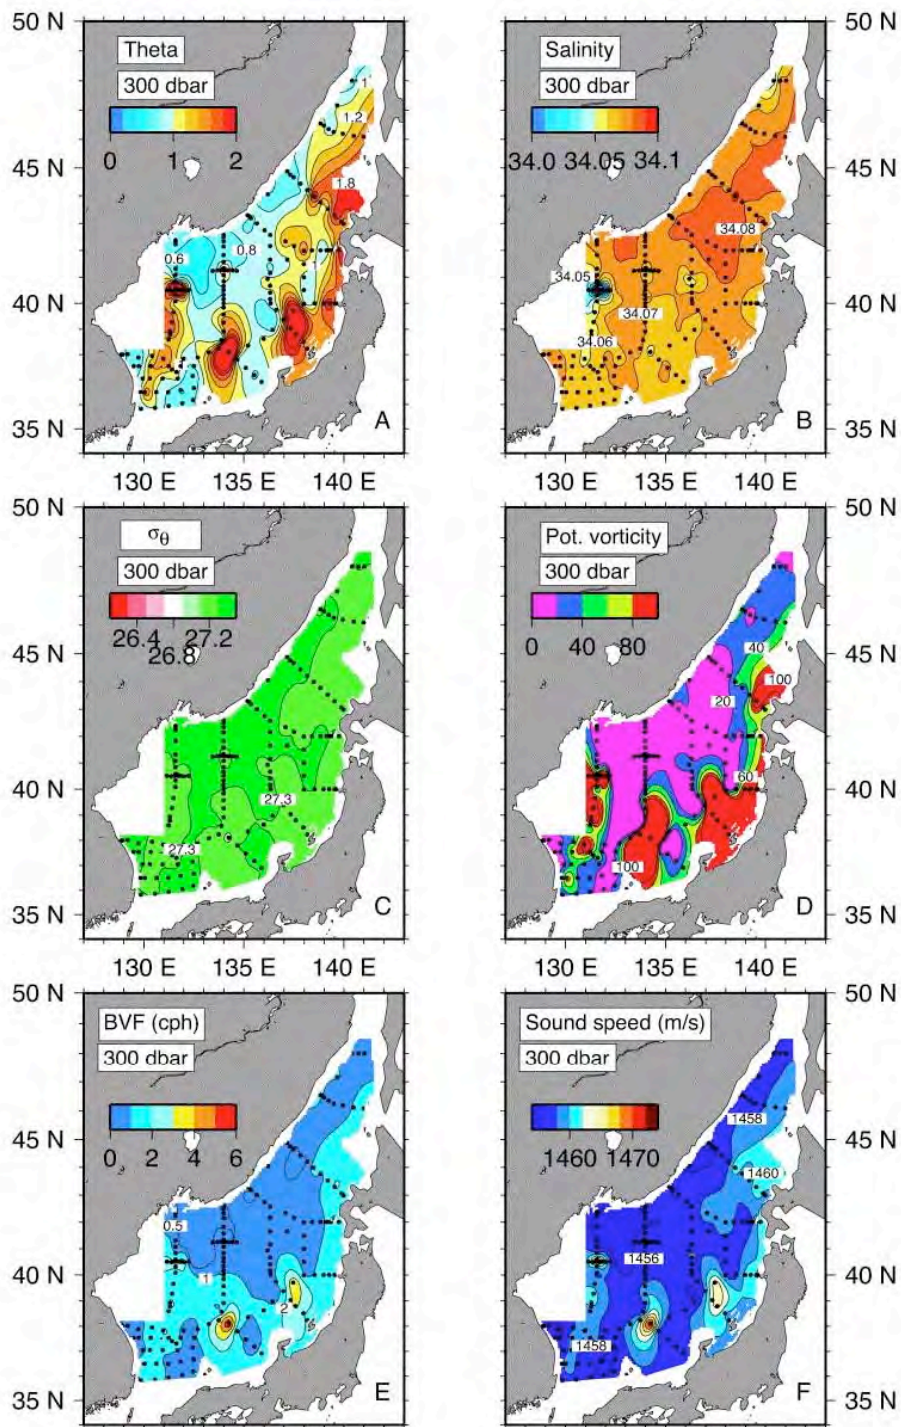 50 N
50 N
Theta
Salinity
300 dbar
300 dbar
1
1.2
0 1 2
34.0 34.05 34.1
45 N
45 N
1.8
34.08
0.6
0.8
1
34.05
40 N
40 N
34.07
34.06
A
B
35 N
35 N
130 E 135 E 140 E
130 E 135 E 140 E
50 N
50 N
σθ
Pot. vorticity
300 dbar
300 dbar
26.4 27.2
26.8
0 40 80
45 N
45 N
40
100
20
40 N
40 N
60
27.3
27.3
100
C
D
35 N
35 N
130 E 135 E 140 E
130 E 135 E 140 E
50 N
50 N
BVF (cph)
Sound speed (m/s)
300 dbar
300 dbar
0 2 4 6
1460 1470
1458
45 N
45 N
1460
0.5
1456
40 N
40 N
1
2
1458
E
F
35 N
35 N